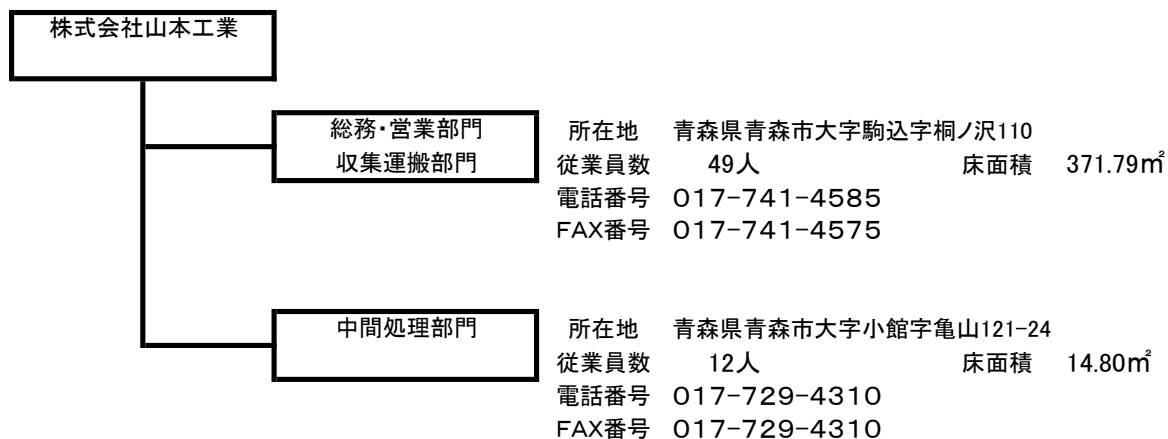 株式会社山本工業
総務・営業部門 所在地 青森県青森市大字駒込字桐ノ沢110
収集運搬部門 従業員数 49人 床面積 371.79㎡
電話番号 017-741-4585
FAX番号 017-741-4575
中間処理部門 所在地 青森県青森市大字小館字亀山121-24
従業員数 12人 床面積 14.80㎡
電話番号 017-729-4310
FAX番号 017-729-4310